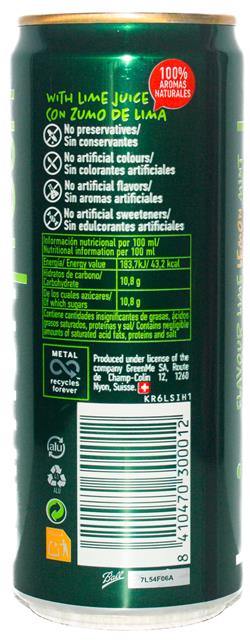 100%
AROMAS
NATURALES
WITH LIME JUICE
CON ZUMO DE LIMA
No preservatives/
Sin conservantes
No artificial colours/
Sin colorantes artificiales
No artificial flavors/
Sin aromas artificiales
No artificial sweeteners/
Sin edulcorantes artificiales
Información nutricional por 100 ml/
Nutritional information per 100 ml
Energía/ Energy value 183,7kJ/ 43,2 kcal
Hidratos de carbono/
Carbohydrate 10,8 g
De los cuales azúcares/
Of which sugars 10,8 g
Contiene cantidades insignificantes de grasas, ácidos
grasos saturados, proteínas y sal/ Contains negligible
amounts of saturated acid fats, proteins and salt
METAL
recycles
forever
Produced under license of the
company GreenMe SA, Route
de Champ-Colin 12, 1260
Nyon, Suisse.
KR6LSIH1
alu
ALU
8 410470 300012
Ball
7L54F06A